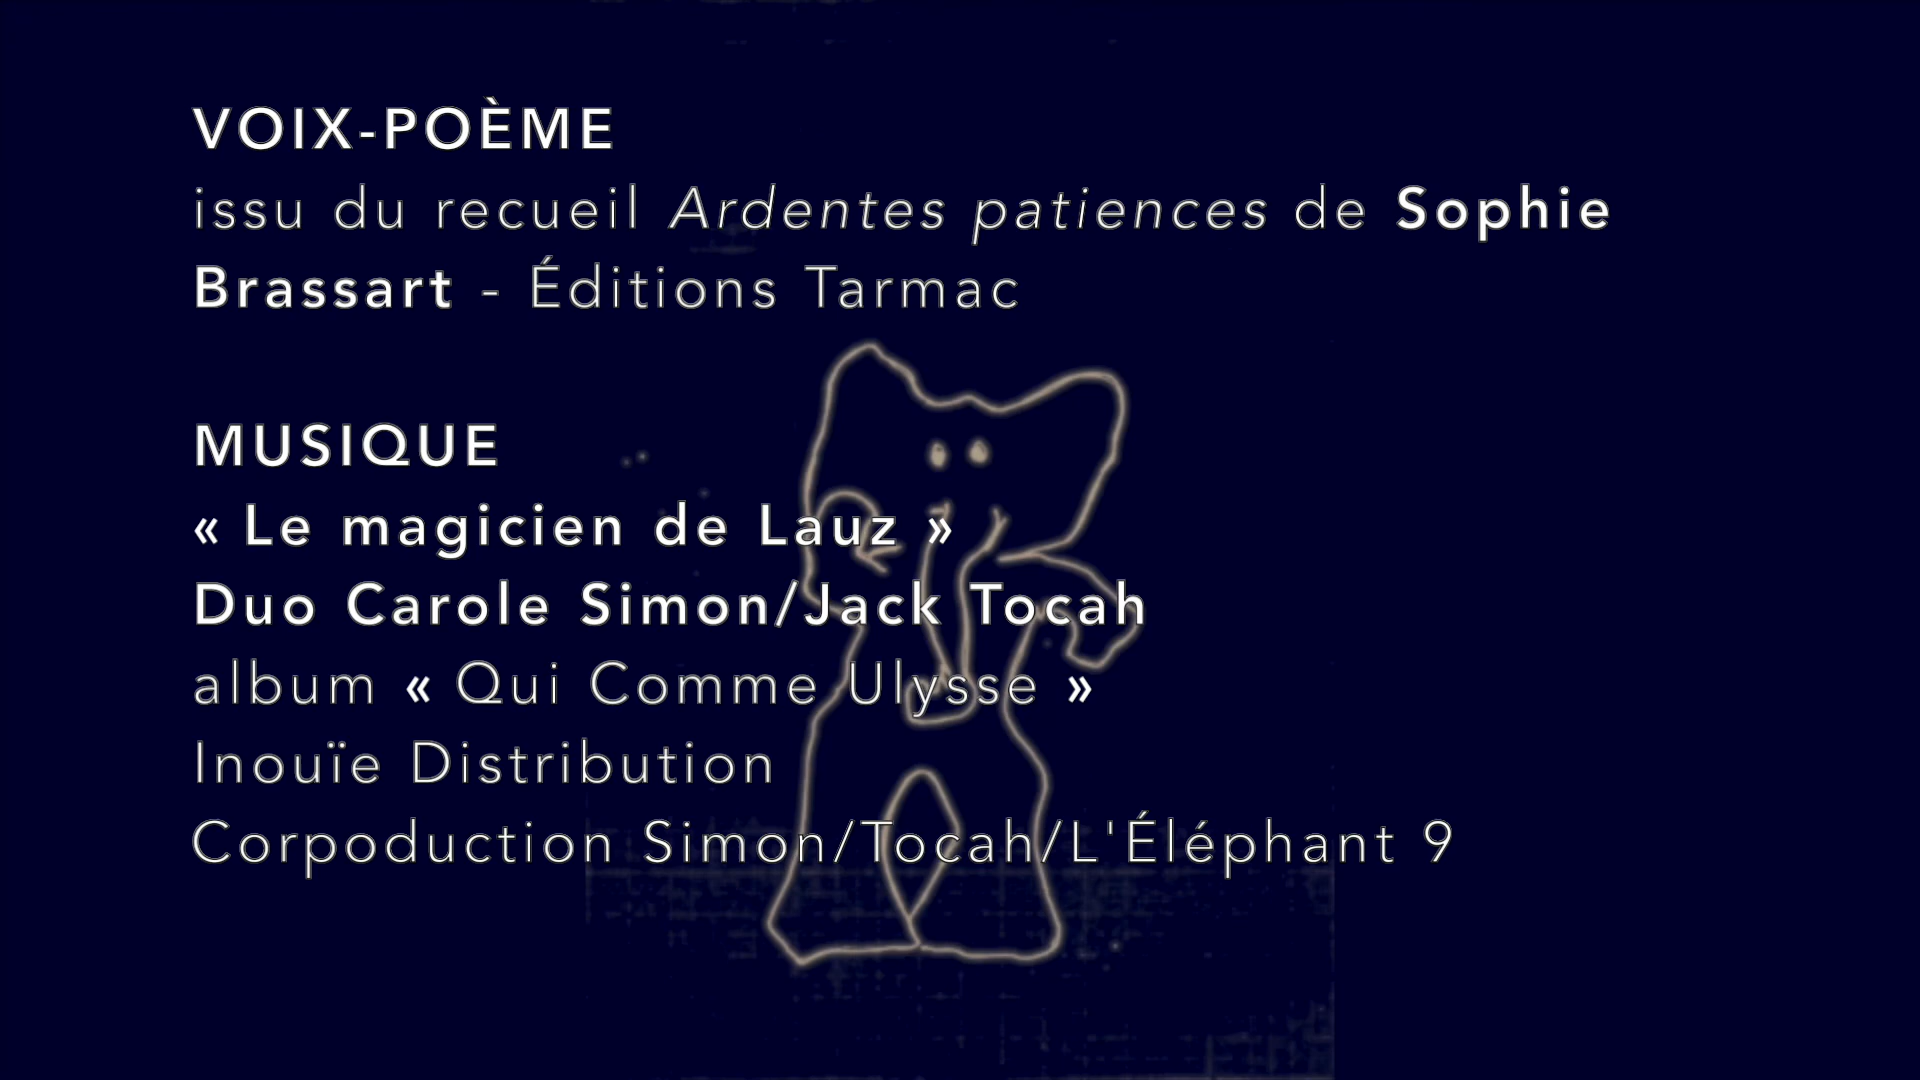 VOIX-POÈME
issu du recueil Ardentes patiences de Sophie
Brassart - Éditions Tarmac
MUSIQUE
« Le magicien de Lauz »
Duo Carole Simon/Jack Tocah
album « Qui Comme Ulysse »
Inouïe Distribution
Corpoduction Simon/Tocah/L'Éléphant 9